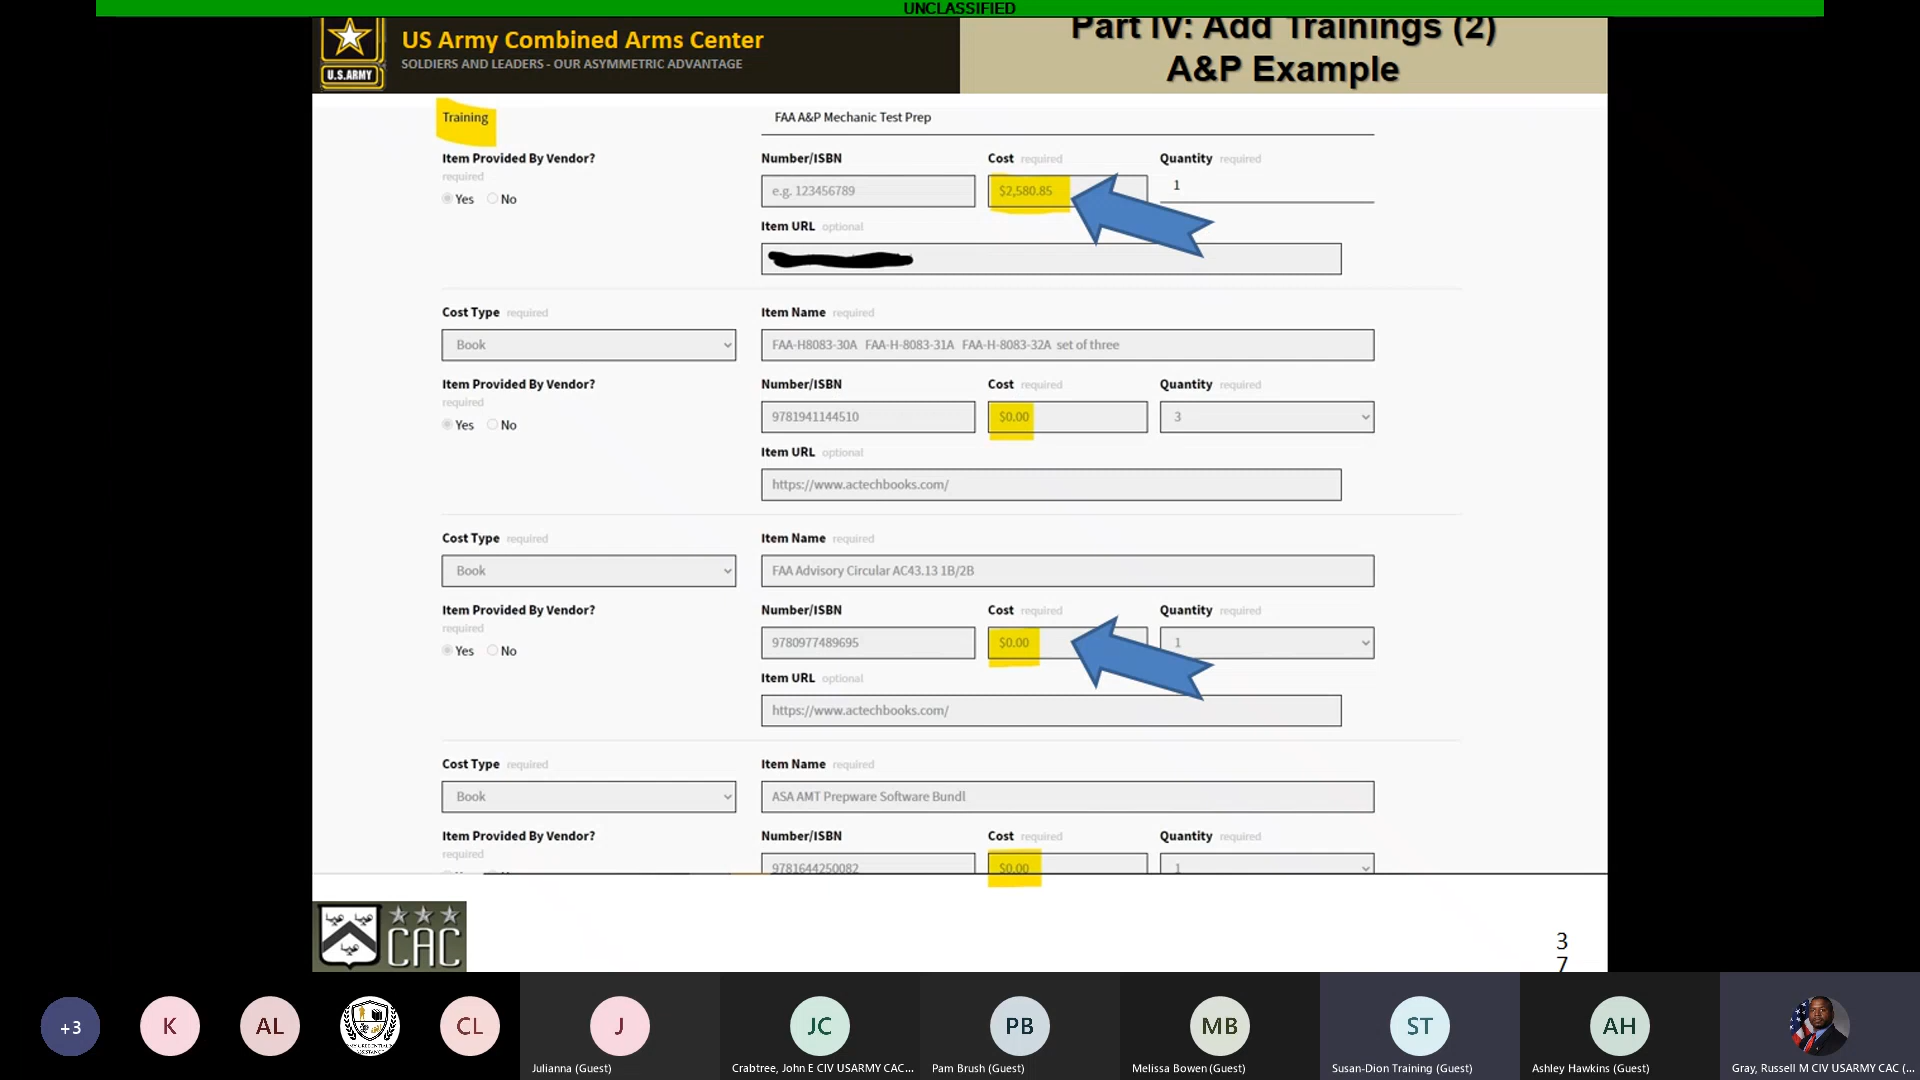 UNCLASSIFIED
U.S.ARMY
US Army Combined Arms Center
SOLDIERS AND LEADERS - OUR ASYMMETRIC ADVANTAGE
Part IV: Add Trainings (2)
A&P Example
Training
FAA A&P Mechanic Test Prep
Item Provided By Vendor?
required
Yes No
Number/ISBN Cost required Quantity required
e.g. 123456789 $2,580.85 1
Item URL optional
Cost Type required Item Name required
Book FAA-H8083-30A FAA-H-8083-31A FAA-H-8083-32A set of three
Item Provided By Vendor? Number/ISBN Cost required Quantity required
required
Yes No 9781941144510 $0.00 3
Item URL optional
https://www.actechbooks.com/
Cost Type required Item Name required
Book FAA Advisory Circular AC43.13 1B/2B
Item Provided By Vendor? Number/ISBN Cost required Quantity required
required
Yes No 9780977489695 $0.00 1
Item URL optional
https://www.actechbooks.com/
Cost Type required Item Name required
Book ASA AMT Prepware Software Bundl
Item Provided By Vendor? Number/ISBN Cost required Quantity required
required
9781644250082 $0.00 1
CAC
3
7
+3 K AL CL J JC PB MB ST AH
Julianna (Guest) Crabtree, John E CIV USARMY CAC... Pam Brush (Guest) Melissa Bowen (Guest) Susan-Dion Training (Guest) Ashley Hawkins (Guest) Gray, Russell M CIV USARMY CAC (...